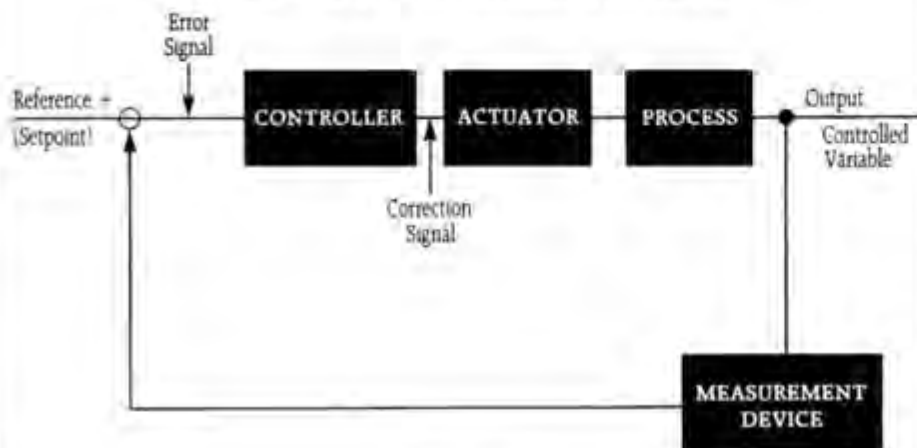 Error
Signal
Reference +
(Setpoint)
CONTROLLER
ACTUATOR
PROCESS
Output
Controlled
Variable
Correction
Signal
MEASUREMENT
DEVICE